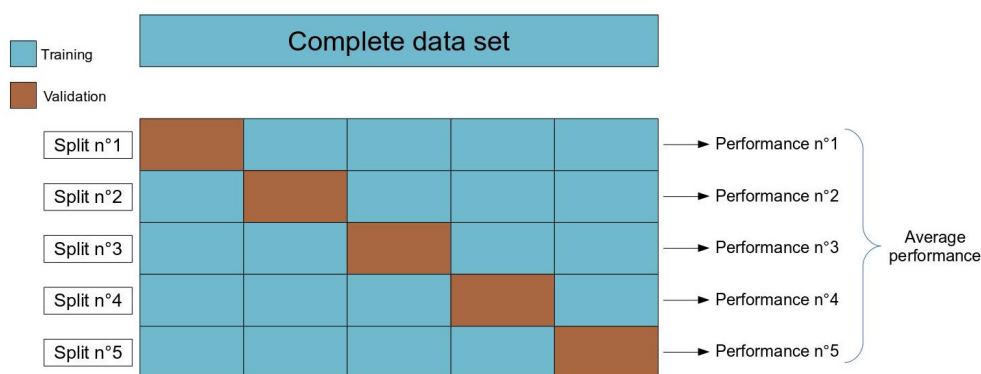 Complete data set
Training
Validation
Split n°1
Performance n°1
Split n°2
Performance n°2
Split n°3
Performance n°3
Split n°4
Performance n°4
Split n°5
Performance n°5
Average
performance